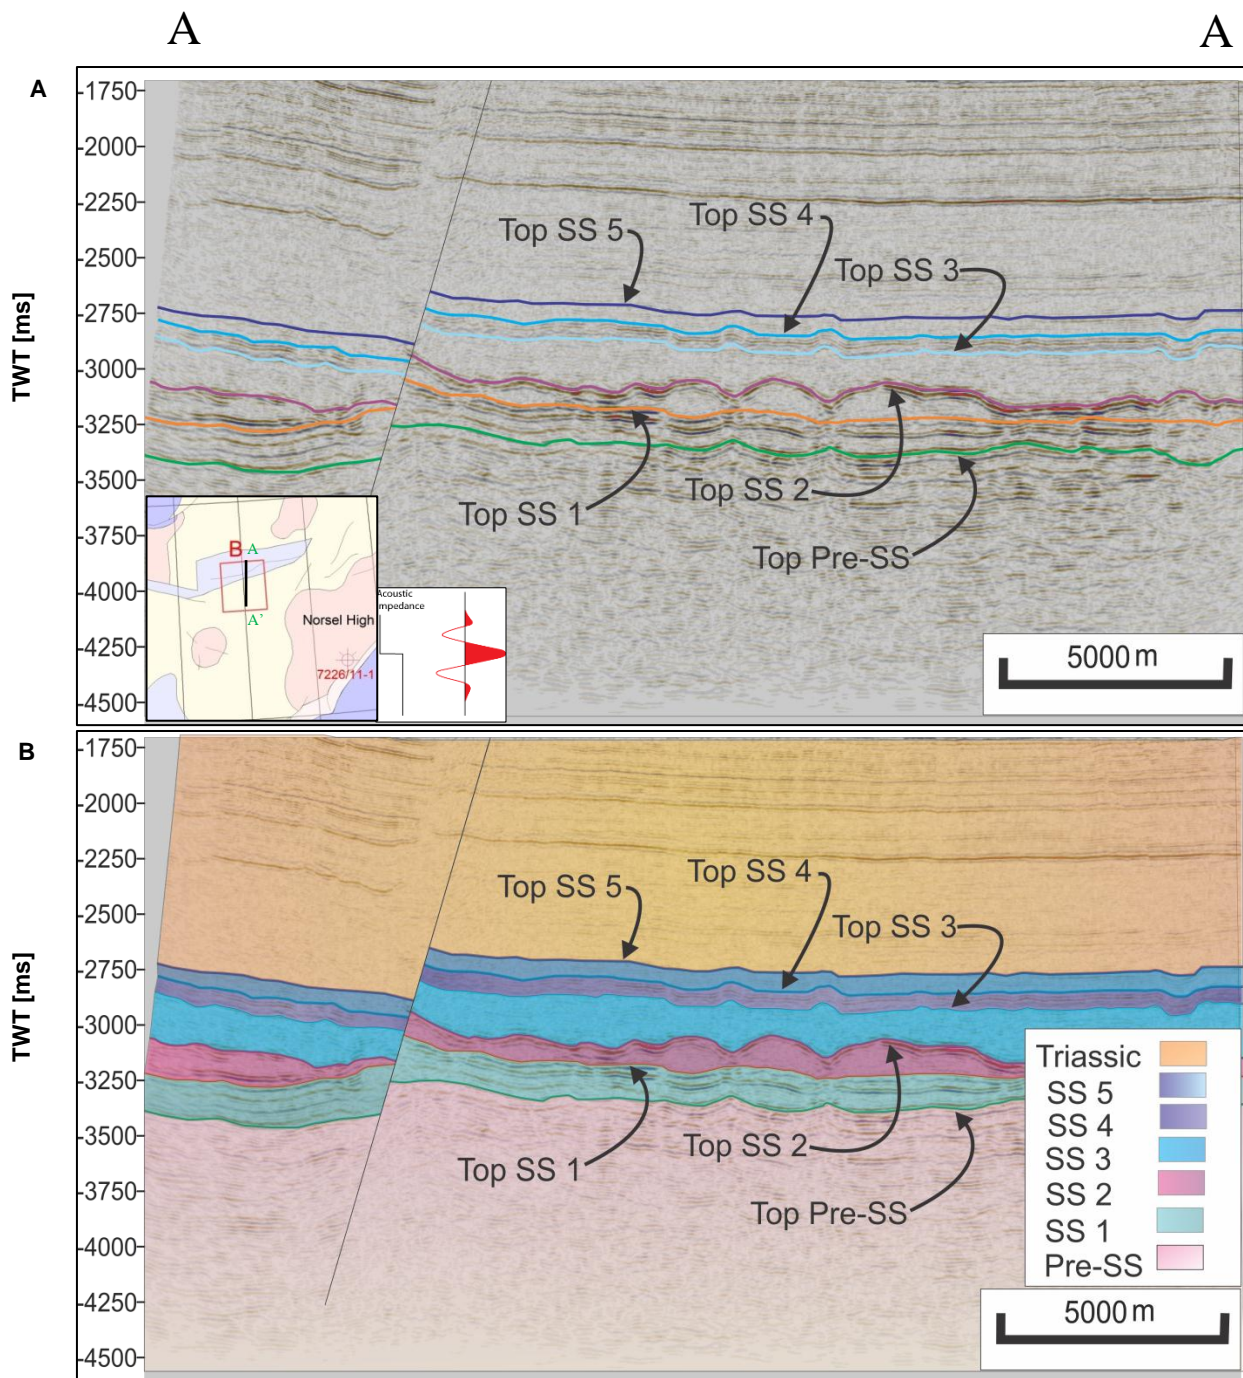 A A
A
TWT [ms]
-1750
-2000
-2250
-2500
-2750
-3000
-3250
-3500
-3750
-4000
-4250
-4500
Top SS 5
Top SS 4
Top SS 3
Top SS 1
Top SS 2
Top Pre-SS
B A
A'
Norsel High
7226/11-1
Acoustic
impedance
5000 m
B
TWT [ms]
-1750
-2000
-2250
-2500
-2750
-3000
-3250
-3500
-3750
-4000
-4250
-4500
Top SS 5
Top SS 4
Top SS 3
Top SS 1
Top SS 2
Top Pre-SS
Triassic
SS 5
SS 4
SS 3
SS 2
SS 1
Pre-SS
5000 m